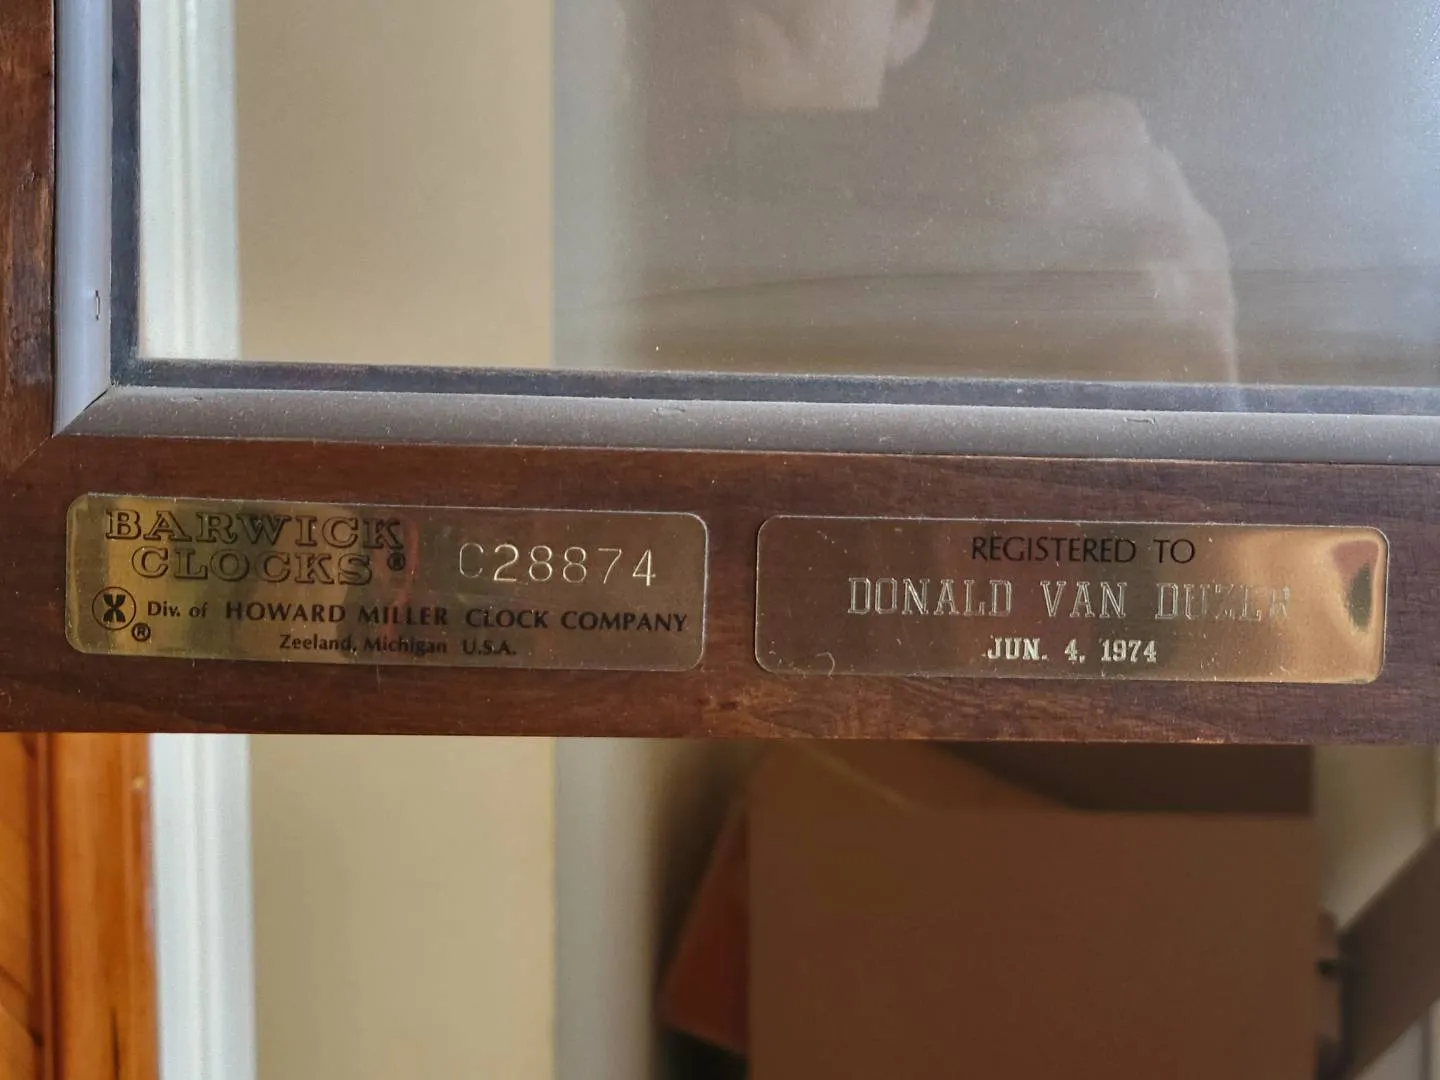 BARWICK
CLOCKS®
C28874
Div. of HOWARD MILLER CLOCK COMPANY
®
Zeeland, Michigan U.S.A.
REGISTERED TO
DONALD VAN DUZER
JUN. 4, 1974